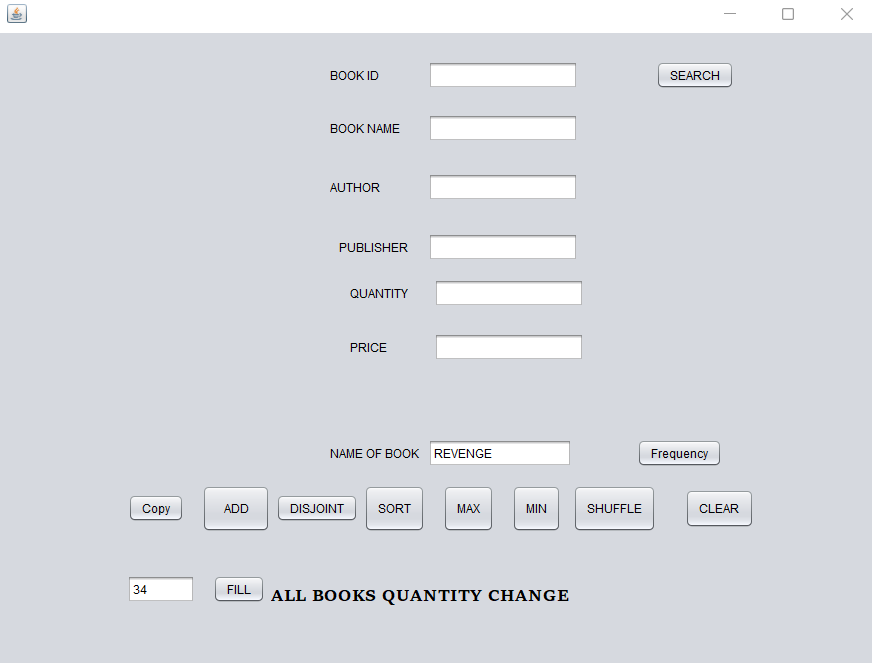 BOOK ID SEARCH
BOOK NAME
AUTHOR
PUBLISHER
QUANTITY
PRICE
NAME OF BOOK REVENGE Frequency
Copy ADD DISJOINT SORT MAX MIN SHUFFLE CLEAR
34 FILL ALL BOOKS QUANTITY CHANGE